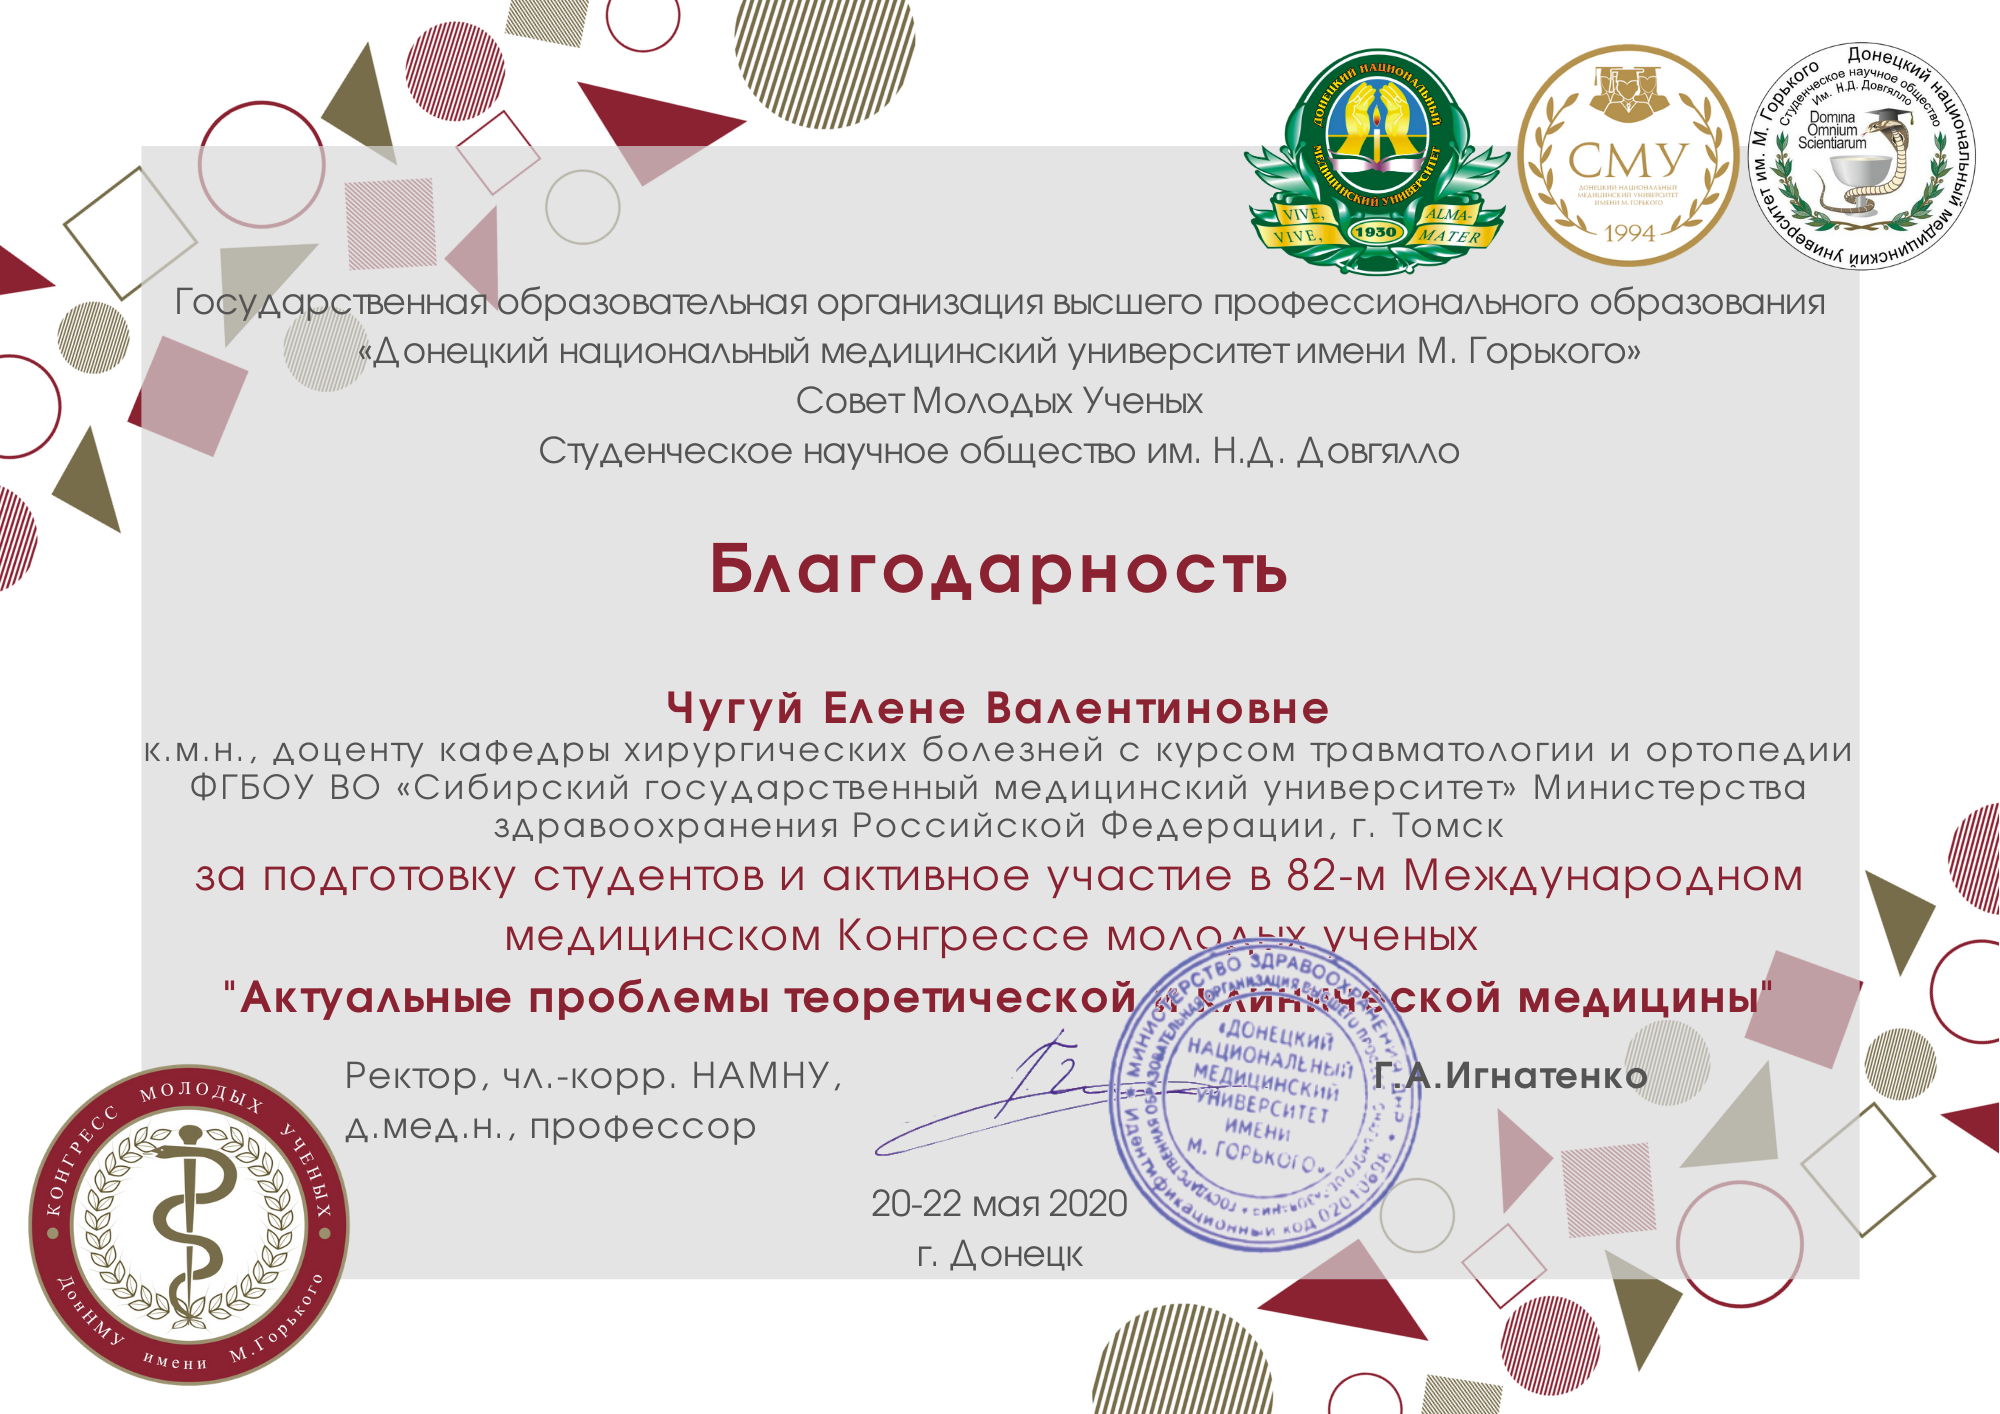 ДОНЕЦКИЙ НАЦИОНАЛЬНЫЙ
МЕДИЦИНСКИЙ УНИВЕРСИТЕТ
VIVE, VIVE,
1930
ALMA-MATER
СМУ
ДОНЕЦКИЙ НАЦИОНАЛЬНЫЙ
МЕДИЦИНСКИЙ УНИВЕРСИТЕТ
ИМЕНИ М. ГОРЬКОГО
1994
Донецкий национальный медицинский университет им. М. Горького
Студенческое научное общество
Им. Н.Д. Довгялло
Domina
Omnium
Scientiarum
Государственная образовательная организация высшего профессионального образования
«Донецкий национальный медицинский университет имени М. Горького»
Совет Молодых Ученых
Студенческое научное общество им. Н.Д. Довгялло
Благодарность
Чугуй Елене Валентиновне
к.м.н., доценту кафедры хирургических болезней с курсом травматологии и ортопедии
ФГБОУ ВО «Сибирский государственный медицинский университет» Министерства
здравоохранения Российской Федерации, г. Томск
за подготовку студентов и активное участие в 82-м Международном
медицинском Конгрессе молодых ученых
"Актуальные проблемы теоретической и клинической медицины"
Ректор, чл.-корр. НАМНУ,
д.мед.н., профессор
Г.А.Игнатенко
МИНИСТЕРСТВО ЗДРАВООХРАНЕНИЯ
ГОСУДАРСТВЕННАЯ ОБРАЗОВАТЕЛЬНАЯ ОРГАНИЗАЦИЯ ВЫСШЕГО
Идентификационный код
«ДОНЕЦКИЙ
НАЦИОНАЛЬНЫЙ
МЕДИЦИНСКИЙ
УНИВЕРСИТЕТ
ИМЕНИ
М. ГОРЬКОГО»
20-22 мая 2020
г. Донецк
КОНГРЕСС МОЛОДЫХ УЧЕНЫХ
ДонНМУ имени М.Горького